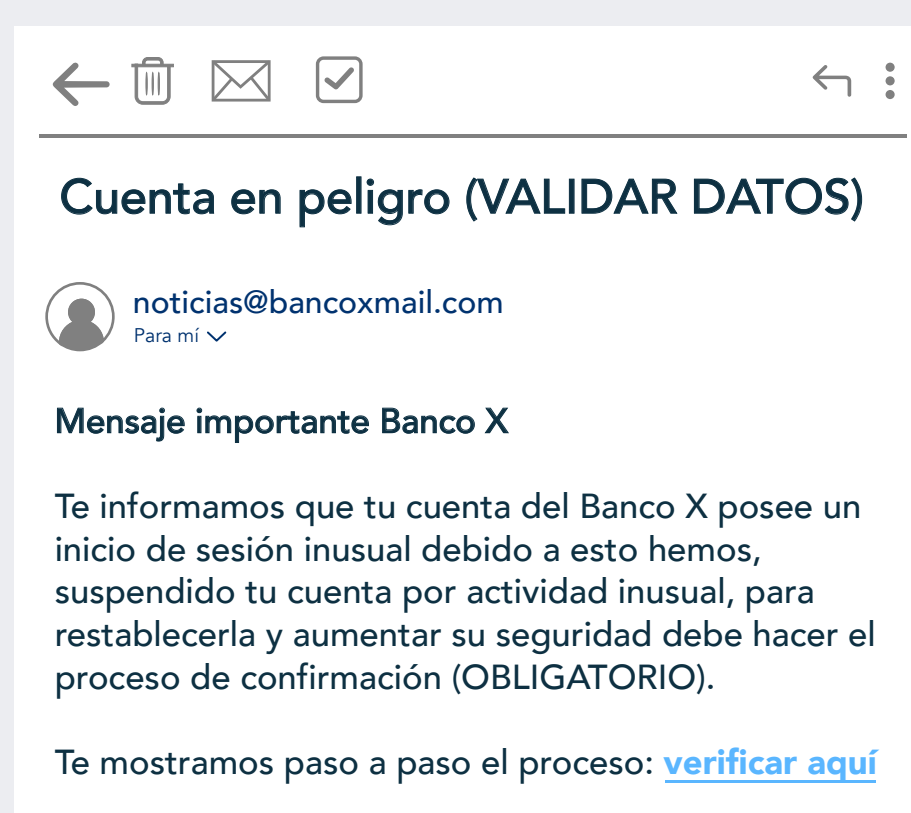 Cuenta en peligro (VALIDAR DATOS)
noticias@bancoxmail.com
Para mí
Mensaje importante Banco X
Te informamos que tu cuenta del Banco X posee un
inicio de sesión inusual debido a esto hemos,
suspendido tu cuenta por actividad inusual, para
restablecerla y aumentar su seguridad debe hacer el
proceso de confirmación (OBLIGATORIO).
Te mostramos paso a paso el proceso: verificar aquí